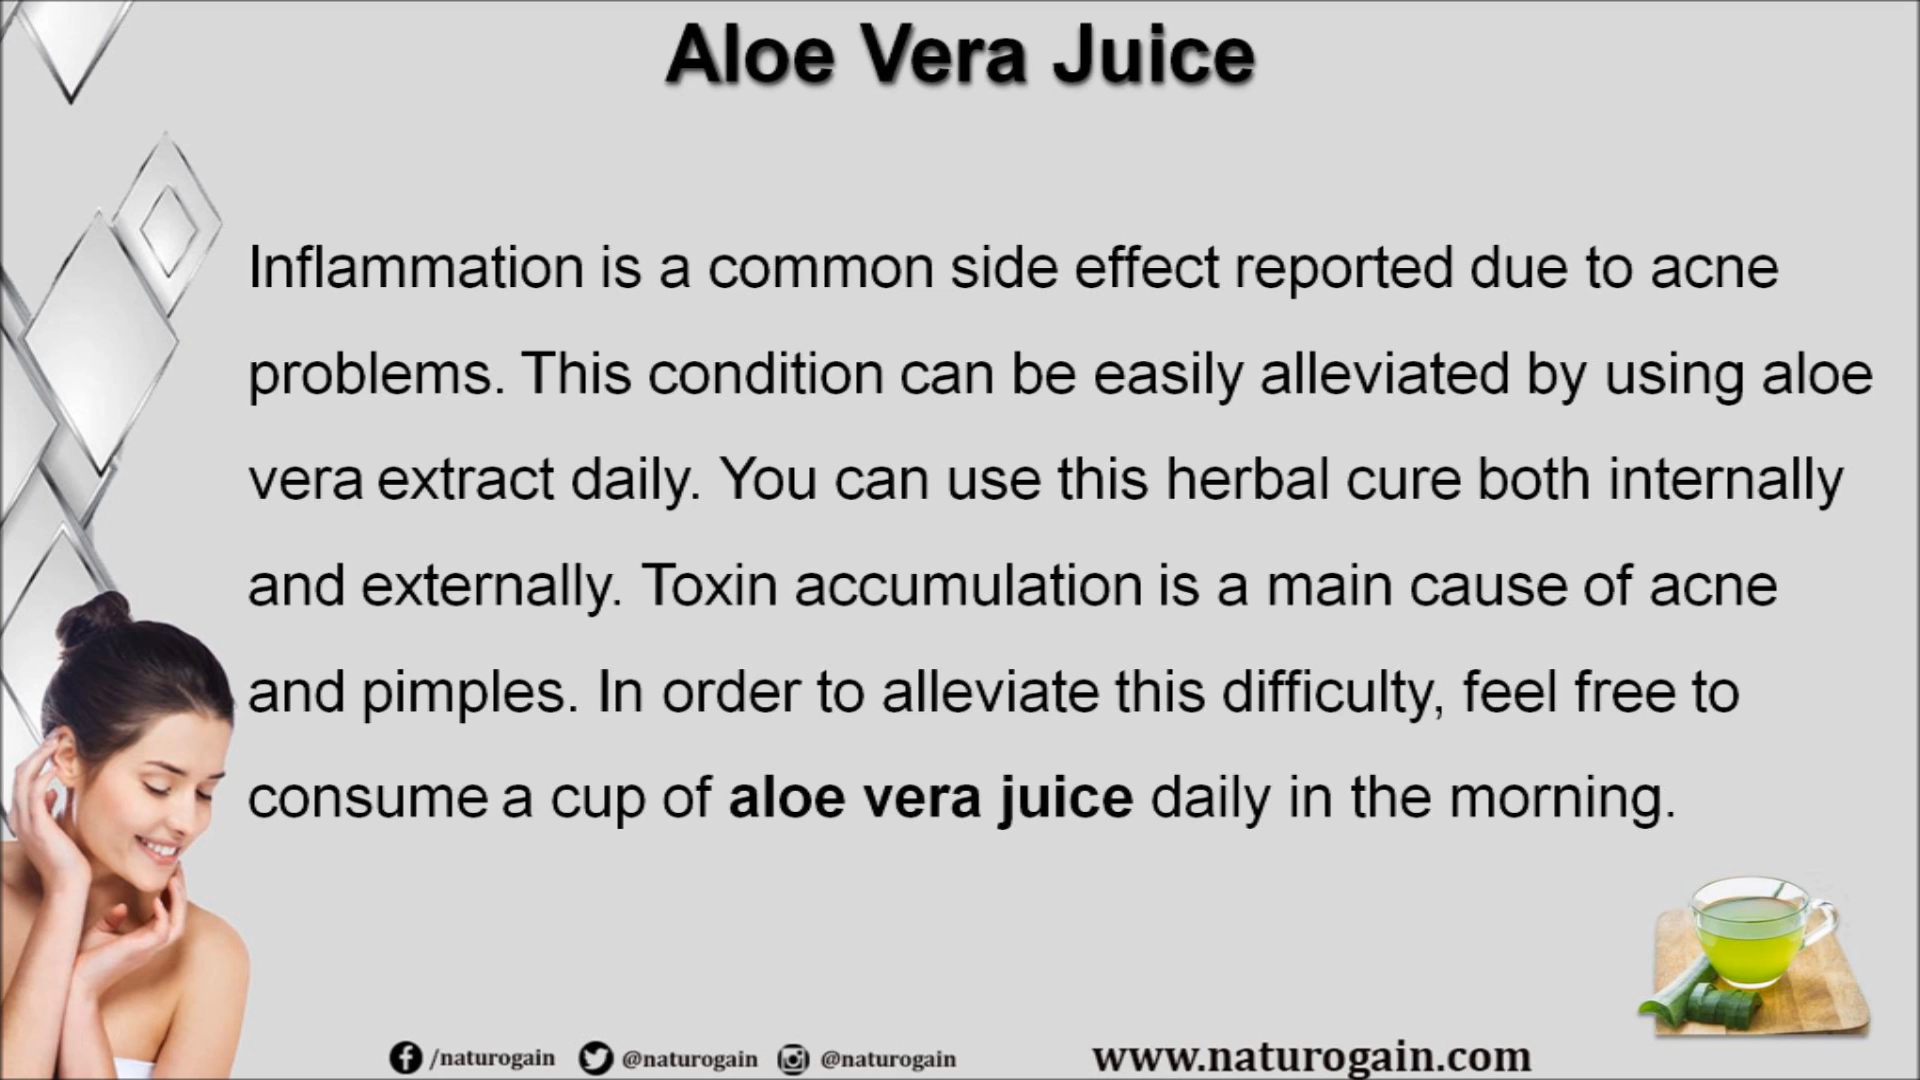 Aloe Vera Juice
Inflammation is a common side effect reported due to acne
problems. This condition can be easily alleviated by using aloe
vera extract daily. You can use this herbal cure both internally
and externally. Toxin accumulation is a main cause of acne
and pimples. In order to alleviate this difficulty, feel free to
consume a cup of aloe vera juice daily in the morning.
/naturogain @naturogain @naturogain www.naturogain.com